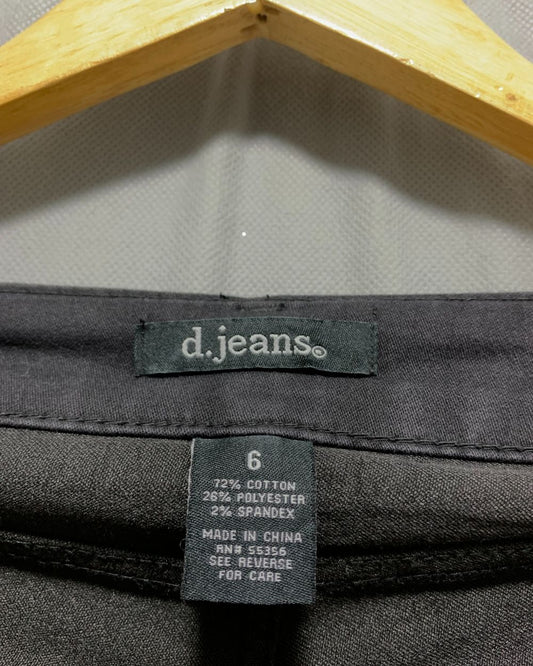 d.jeans®
6
72% COTTON
26% POLYESTER
2% SPANDEX
MADE IN CHINA
RN# 55356
SEE REVERSE
FOR CARE